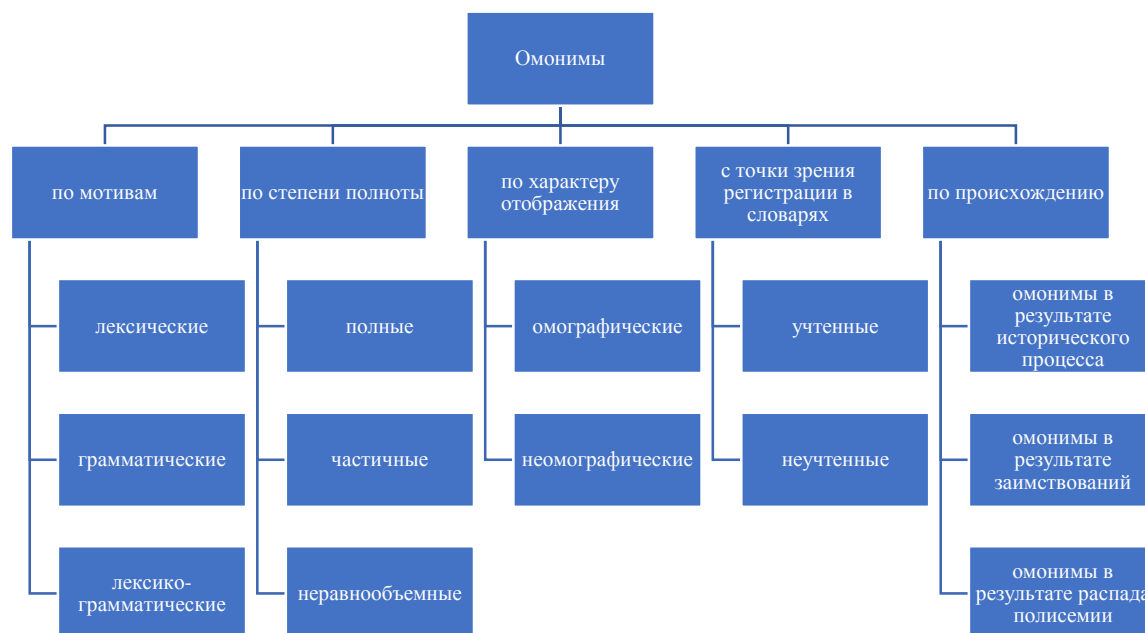 Омонимы
по мотивам
по степени полноты
по характеру
отображения
с точки зрения
регистрации в
словарях
по происхождению
лексические
полные
омографические
учтенные
омонимы в
результате
исторического
процесса
грамматические
частичные
неомографические
неучтенные
омонимы в
результате
заимствований
лексико-
грамматические
неравнообъемные
омонимы в
результате распада
полисемии